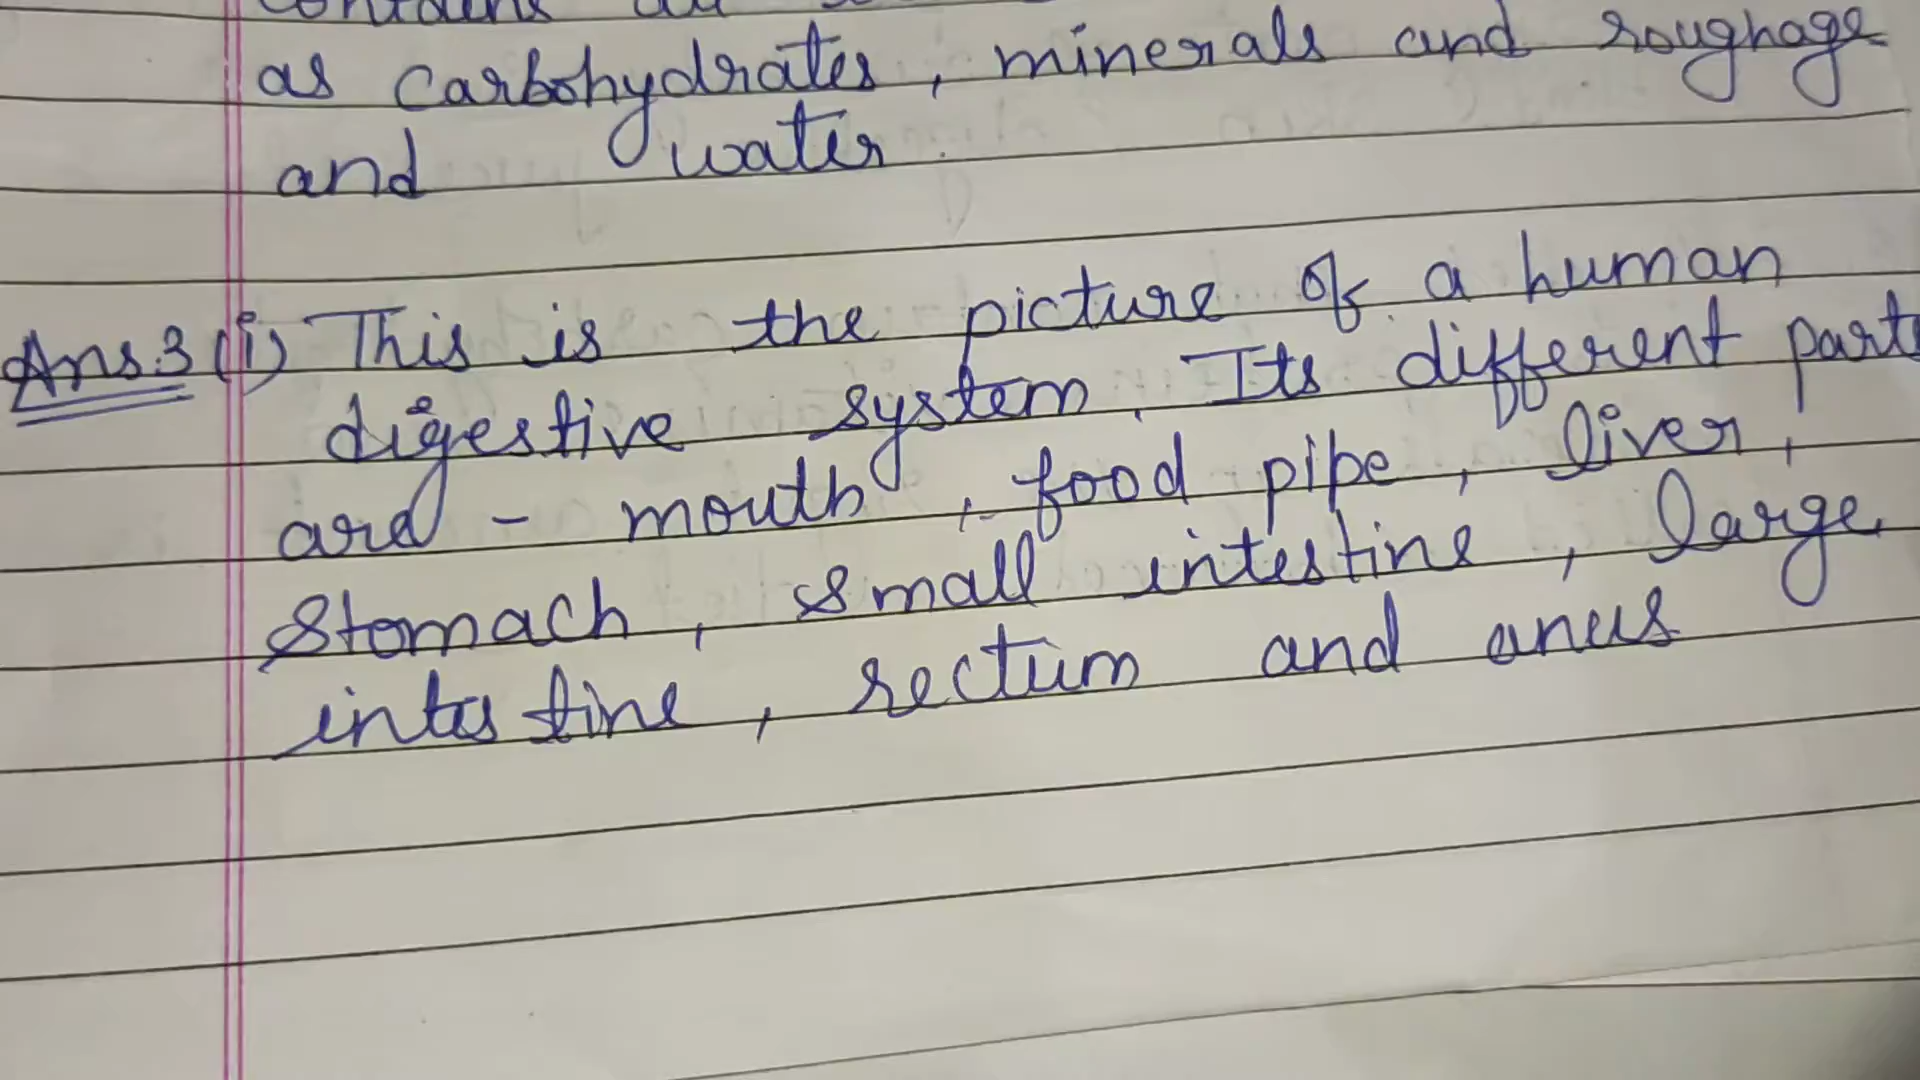 contains
as carbohydrates, minerals and roughage
and water.
Ans 3 (i) This is the picture of a human
digestive system. Its different parts
are - mouth, food pipe, liver,
stomach, small intestine, large
intestine, rectum and anus